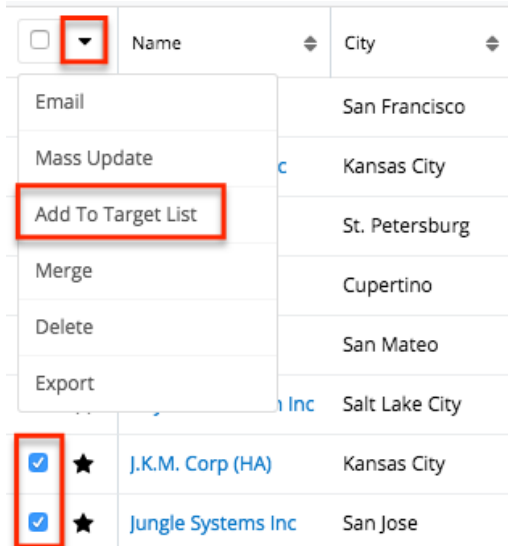 Name City
Email San Francisco
Mass Update c Kansas City
Add To Target List St. Petersburg
Merge Cupertino
Delete San Mateo
Export n Inc Salt Lake City
J.K.M. Corp (HA) Kansas City
Jungle Systems Inc San Jose